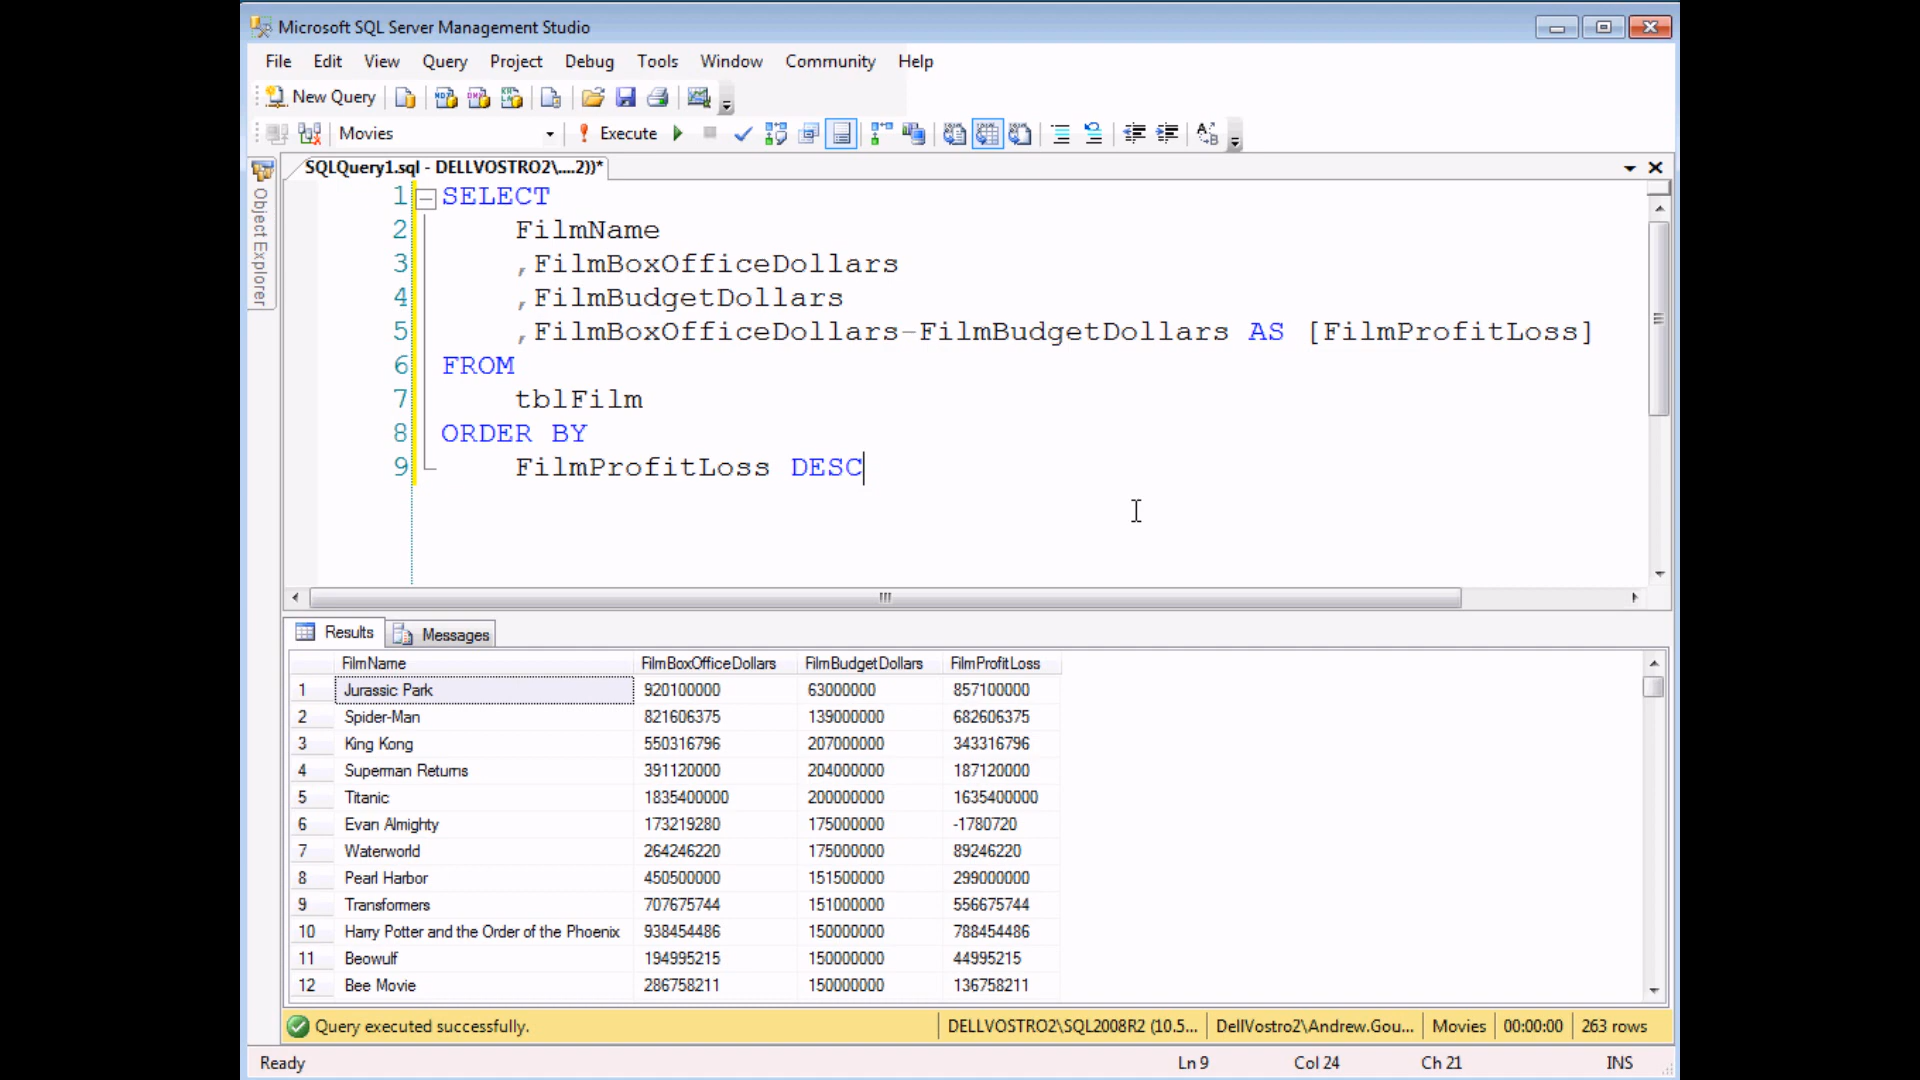 Microsoft SQL Server Management Studio
File Edit View Query Project Debug Tools Window Community Help
New Query
Movies Execute
SQLQuery1.sql - DELLVOSTRO2\....2))*
Object Explorer
1 SELECT
2 FilmName
3 ,FilmBoxOfficeDollars
4 ,FilmBudgetDollars
5 ,FilmBoxOfficeDollars-FilmBudgetDollars AS [FilmProfitLoss]
6 FROM
7 tblFilm
8 ORDER BY
9 FilmProfitLoss DESC
Results Messages
FilmName FilmBoxOfficeDollars FilmBudgetDollars FilmProfitLoss
1 Jurassic Park 920100000 63000000 857100000
2 Spider-Man 821606375 139000000 682606375
3 King Kong 550316796 207000000 343316796
4 Superman Returns 391120000 204000000 187120000
5 Titanic 1835400000 200000000 1635400000
6 Evan Almighty 173219280 175000000 -1780720
7 Waterworld 264246220 175000000 89246220
8 Pearl Harbor 450500000 151500000 299000000
9 Transformers 707675744 151000000 556675744
10 Harry Potter and the Order of the Phoenix 938454486 150000000 788454486
11 Beowulf 194995215 150000000 44995215
12 Bee Movie 286758211 150000000 136758211
Query executed successfully. DELLVOSTRO2\SQL2008R2 (10.5... DellVostro2\Andrew.Gou... Movies 00:00:00 263 rows
Ready Ln 9 Col 24 Ch 21 INS